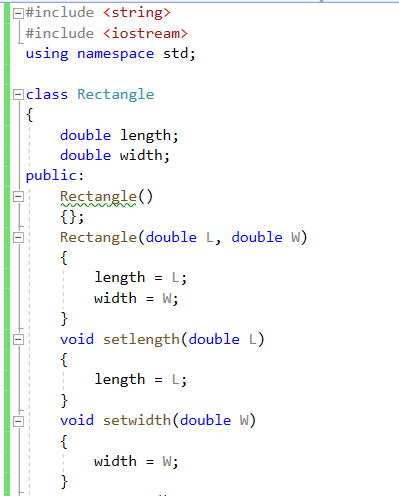 #include <string>
#include <iostream>
using namespace std;
class Rectangle
{
double length;
double width;
public:
Rectangle()
{};
Rectangle(double L, double W)
{
length = L;
width = W;
}
void setlength(double L)
{
length = L;
}
void setwidth(double W)
{
width = W;
}